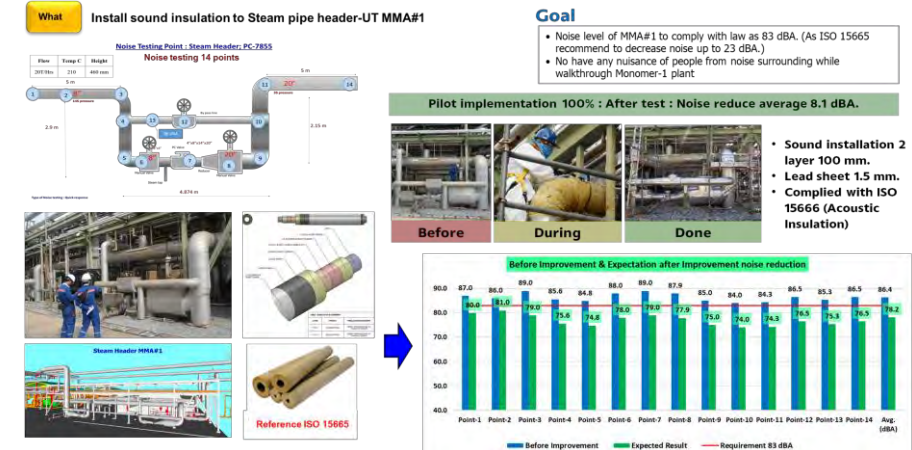 What
Install sound insulation to Steam pipe header-UT MMA#1
Noise Testing Point : Steam Header; PC-7855
Noise testing 14 points
Flow Temp C Height
20T/Hrs 210 400 mm
5 m
5 m
1
2
8"
3
11
20"
14
4
13
12
10
2.9 m
2.15 m
5
6
8"
7
20"
8
9
4.874 m
Steam Header MMA#1
Reference ISO 15665
Goal
• Noise level of MMA#1 to comply with law as 83 dBA. (As ISO 15665
recommend to decrease noise up to 23 dBA.)
• No have any nuisance of people from noise surrounding while
walkthrough Monomer-1 plant
Pilot implementation 100% : After test : Noise reduce average 8.1 dBA.
Before
During
Done
• Sound installation 2
layer 100 mm.
• Lead sheet 1.5 mm.
• Complied with ISO
15666 (Acoustic
Insulation)
Before Improvement & Expectation after Improvement noise reduction
87.0 86.0 89.0 85.6 84.8 88.0 89.0 87.9 85.0 84.0 84.3 86.5 85.3 86.5 86.4
80.0 81.0 79.0 75.6 74.8 78.0 79.0 77.9 75.0 74.0 74.3 76.5 75.3 76.5 78.2
90.0
80.0
70.0
60.0
50.0
40.0
Point-1 Point-2 Point-3 Point-4 Point-5 Point-6 Point-7 Point-8 Point-9 Point-10 Point-11 Point-12 Point-13 Point-14 Avg.
(dBA)
Before Improvement Expected Result Requirement 83 dBA